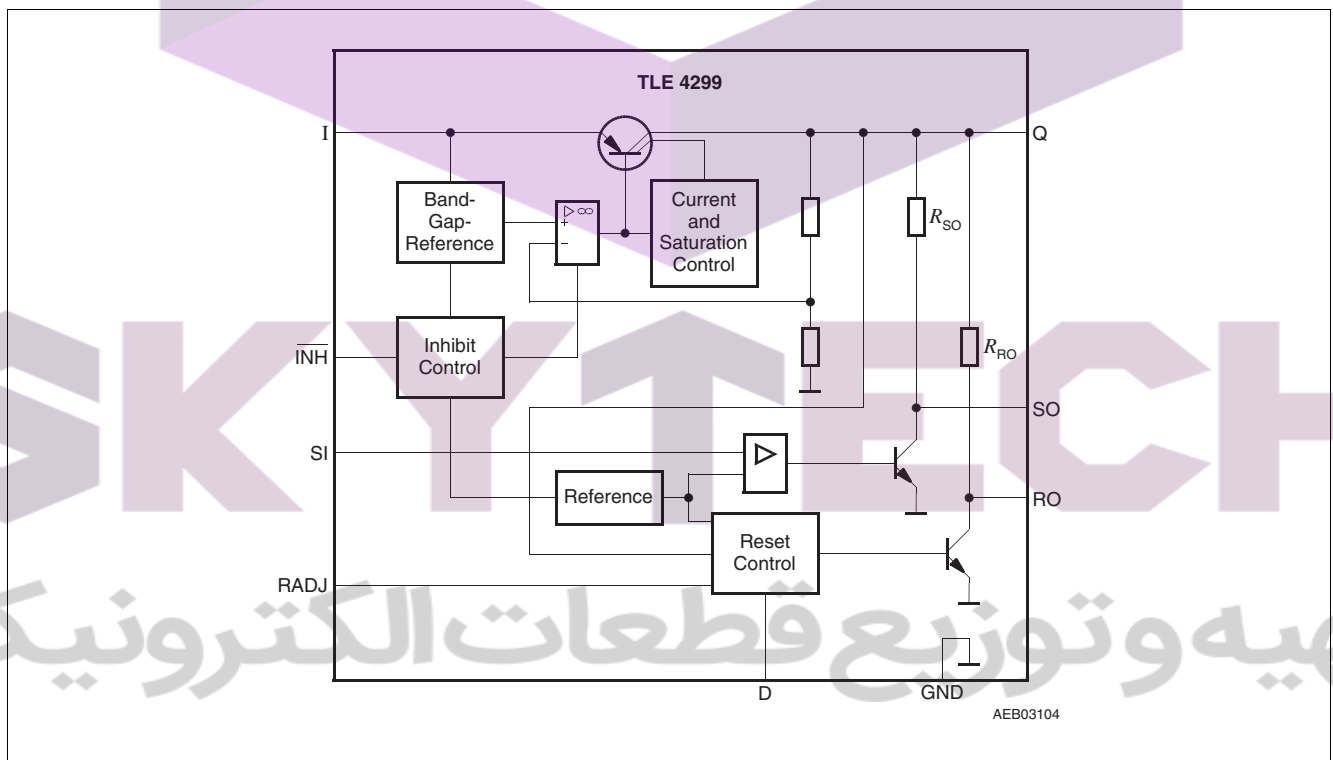 TLE 4299
I
Q
Band-
Gap-
Reference
▷ ∞
+
−
Current
and
Saturation
Control
R_SO
INH
Inhibit
Control
R_RO
SO
SI
Reference
RO
Reset
Control
RADJ
D
GND
AEB03104
SKYTECH
هیه و توزیع قطعات الکترونیک